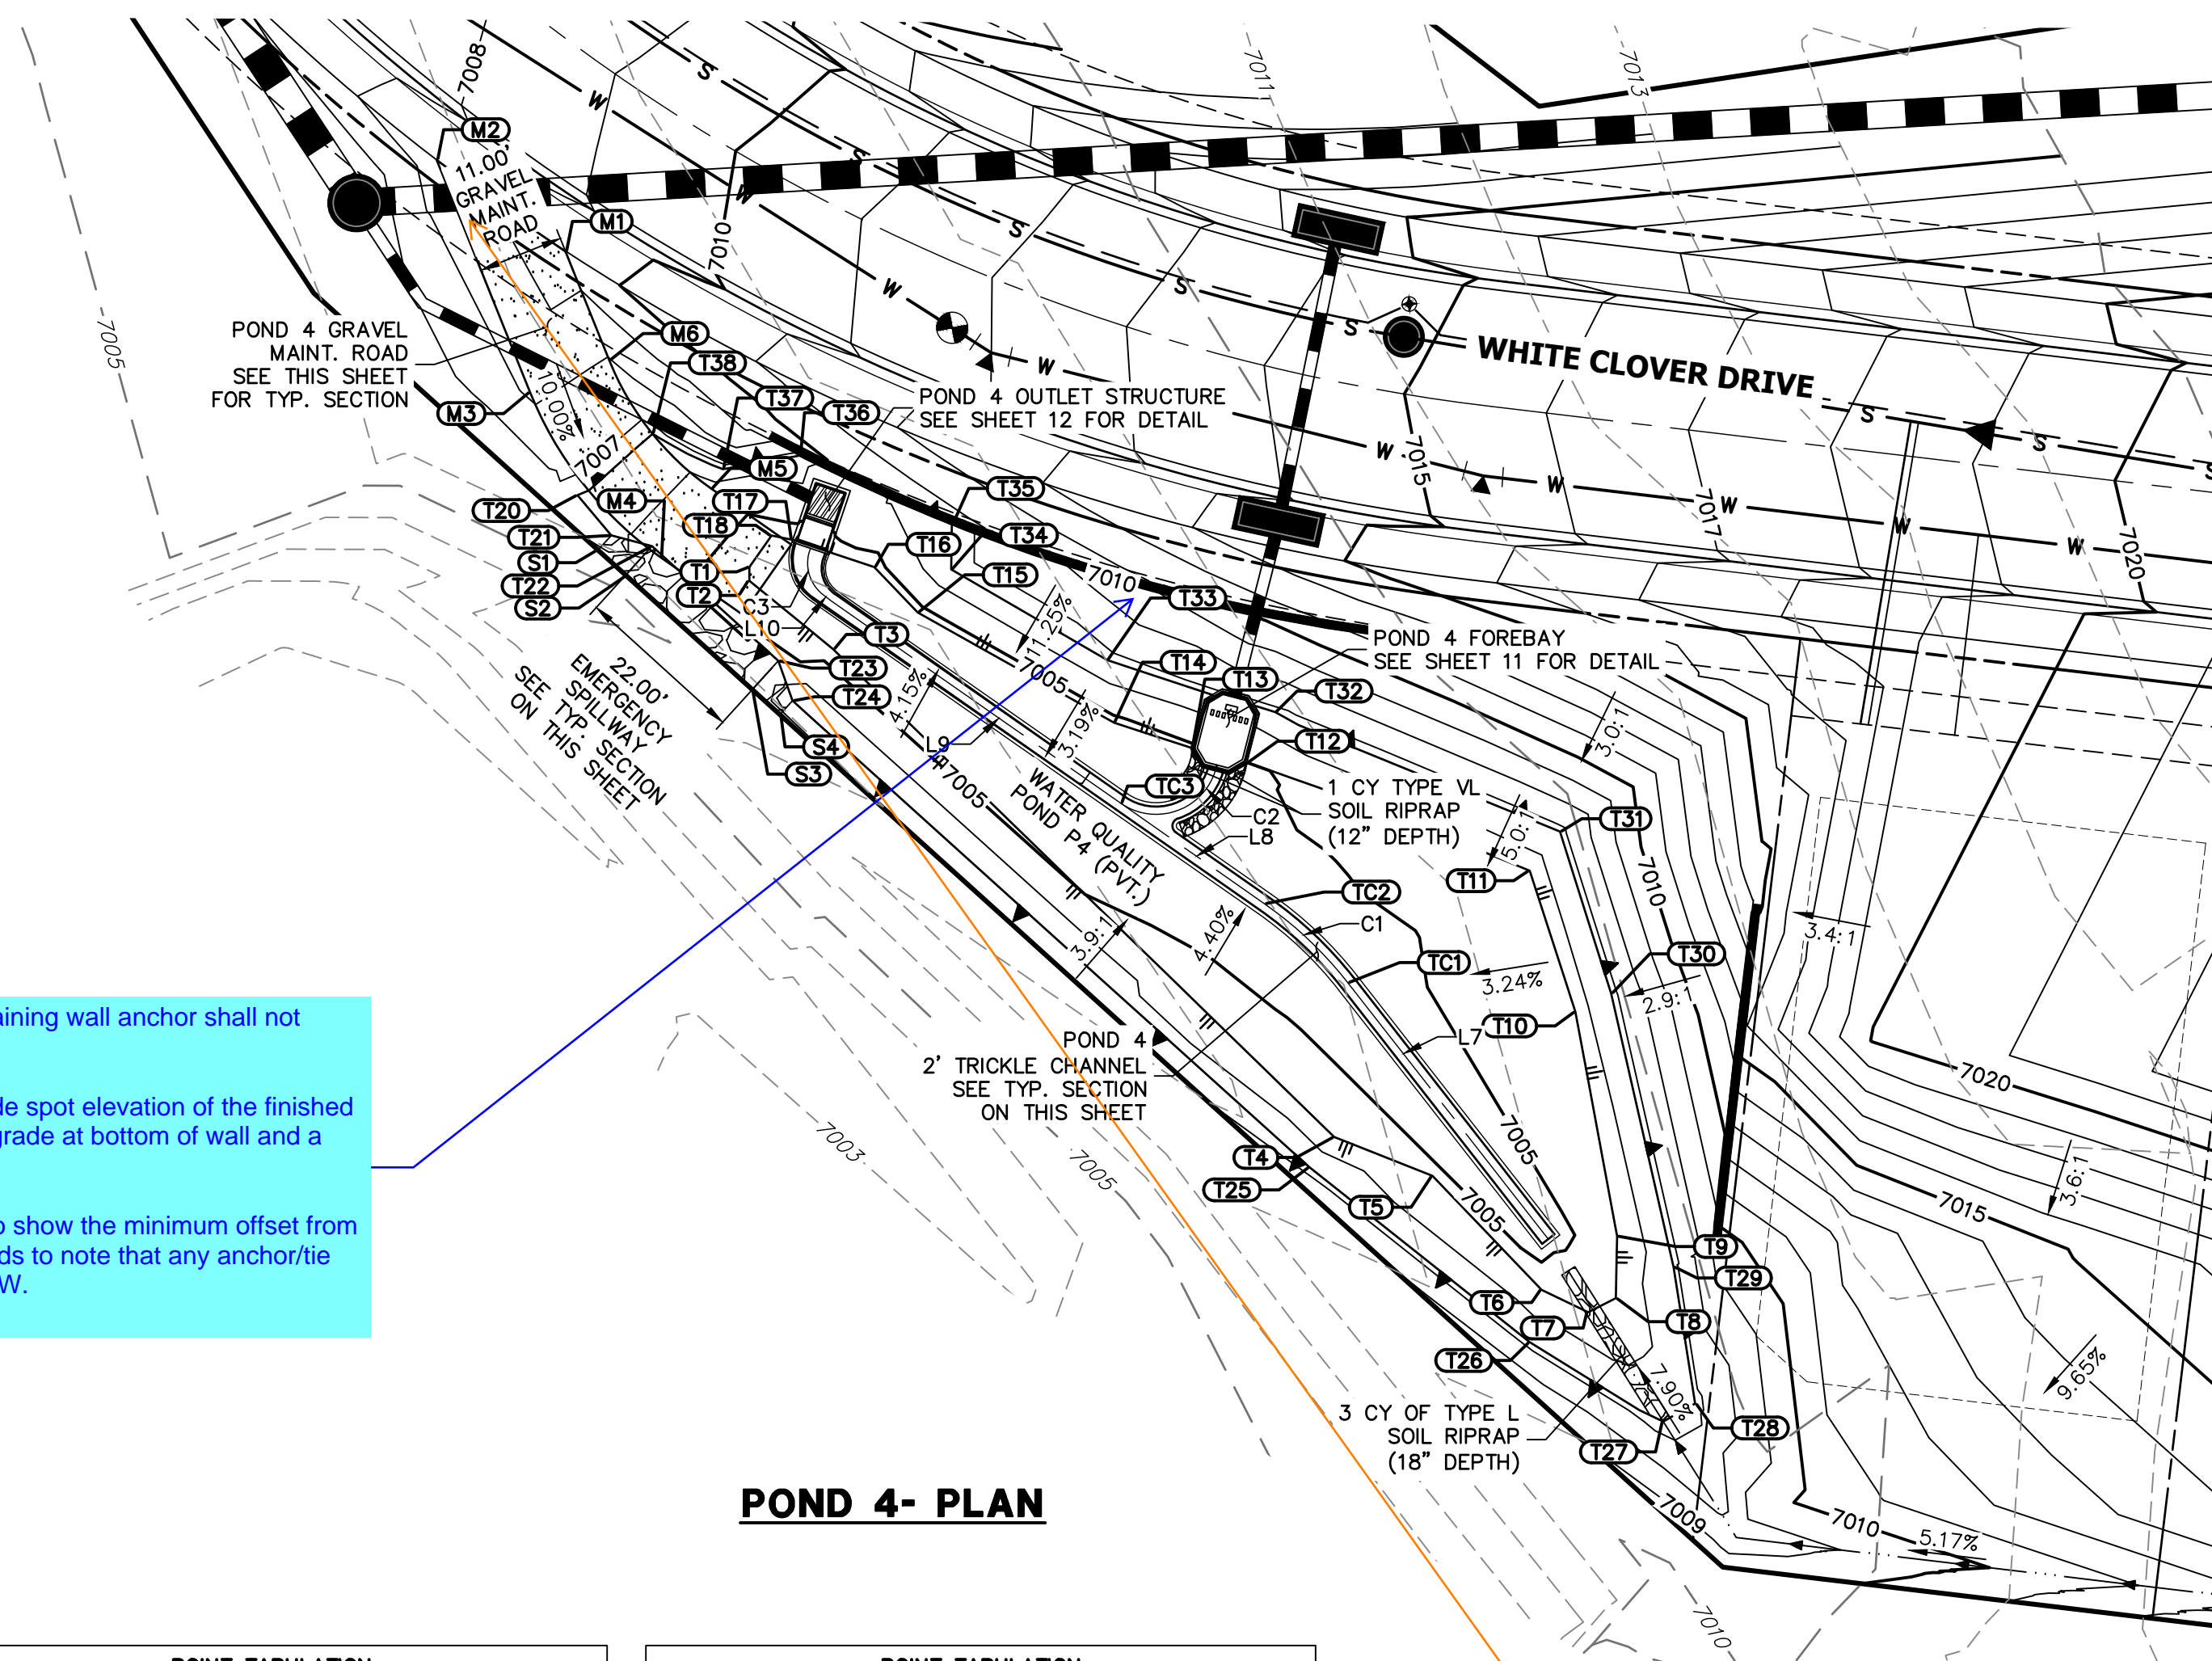 7008
M2
11.00'
GRAVEL
MAINT.
ROAD
M1
7010
7011
7013
S
W
S
W
S
W
S
S
W
WHITE CLOVER DRIVE
S
S
S
7005
POND 4 GRAVEL
MAINT. ROAD
SEE THIS SHEET
FOR TYP. SECTION
M6
T38
T37
T36
POND 4 OUTLET STRUCTURE
SEE SHEET 12 FOR DETAIL
M3
10.00%
7007
M5
W
7015
W
W
7017
W
W
7020
T20
M4
T17
T18
T35
T34
T21
S1
T22
S2
T1
T2
T16
T15
7010
T33
C3
L10
T3
11.25%
7005
POND 4 FOREBAY
SEE SHEET 11 FOR DETAIL
T14
T13
T32
T23
T24
22.00'
EMERGENCY
SPILLWAY
SEE TYP. SECTION
ON THIS SHEET
4.15%
3.19%
3.0:1
S4
S3
L9
7005
T12
TC3
WATER QUALITY
POND P4 (PVT.)
1 CY TYPE VL
SOIL RIPRAP
(12" DEPTH)
C2
L8
5.0:1
T31
T11
7010
TC2
C1
3.9:1
4.40%
TC1
3.24%
T30
2.9:1
3.4:1
T10
L7
POND 4
2' TRICKLE CHANNEL
SEE TYP. SECTION
ON THIS SHEET
aining wall anchor shall not
de spot elevation of the finished
grade at bottom of wall and a
o show the minimum offset from
ds to note that any anchor/tie
W.
7003
7005
7005
7020
T4
T25
T5
7005
3.6:1
7015
T9
T29
T6
T7
T8
T26
7.90%
9.65%
3 CY OF TYPE L
SOIL RIPRAP
(18" DEPTH)
T27
T28
POND 4- PLAN
7009
7010
5.17%
7010
POINT TABULATION
POINT TABULATION